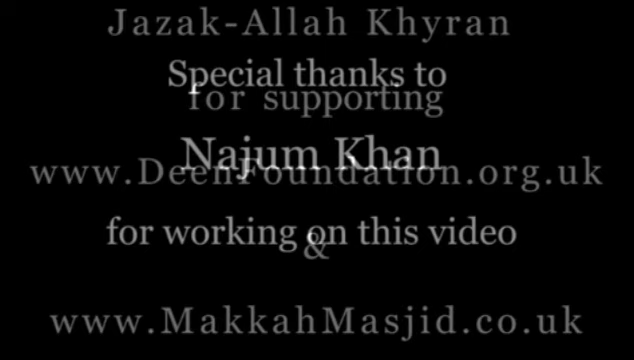 Jazak-Allah Khyran
Special thanks to
for supporting
Najum Khan
www.DeenFoundation.org.uk
for working on this video
&
www.MakkahMasjid.co.uk